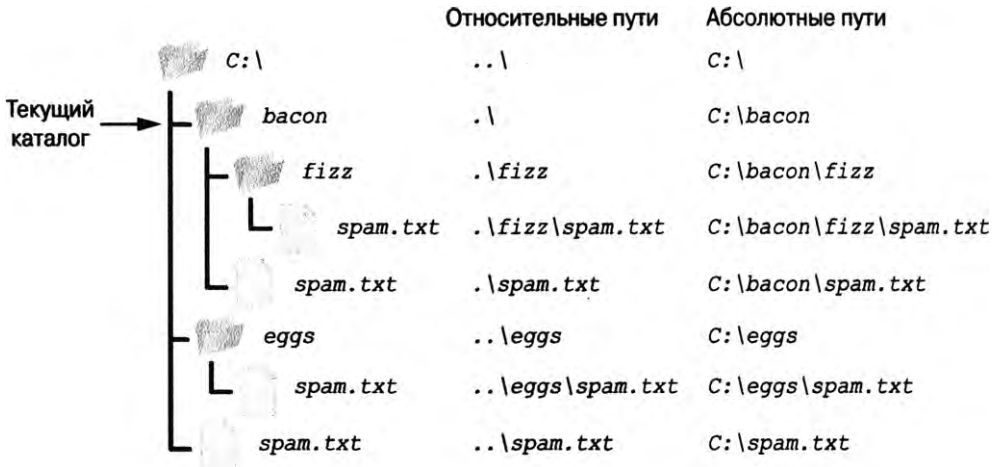 Относительные пути Абсолютные пути
C:\ ..\ C:\
Текущий каталог
bacon .\ C:\bacon
fizz .\fizz C:\bacon\fizz
spam.txt .\fizz\spam.txt C:\bacon\fizz\spam.txt
spam.txt .\spam.txt C:\bacon\spam.txt
eggs ..\eggs C:\eggs
spam.txt ..\eggs\spam.txt C:\eggs\spam.txt
spam.txt ..\spam.txt C:\spam.txt